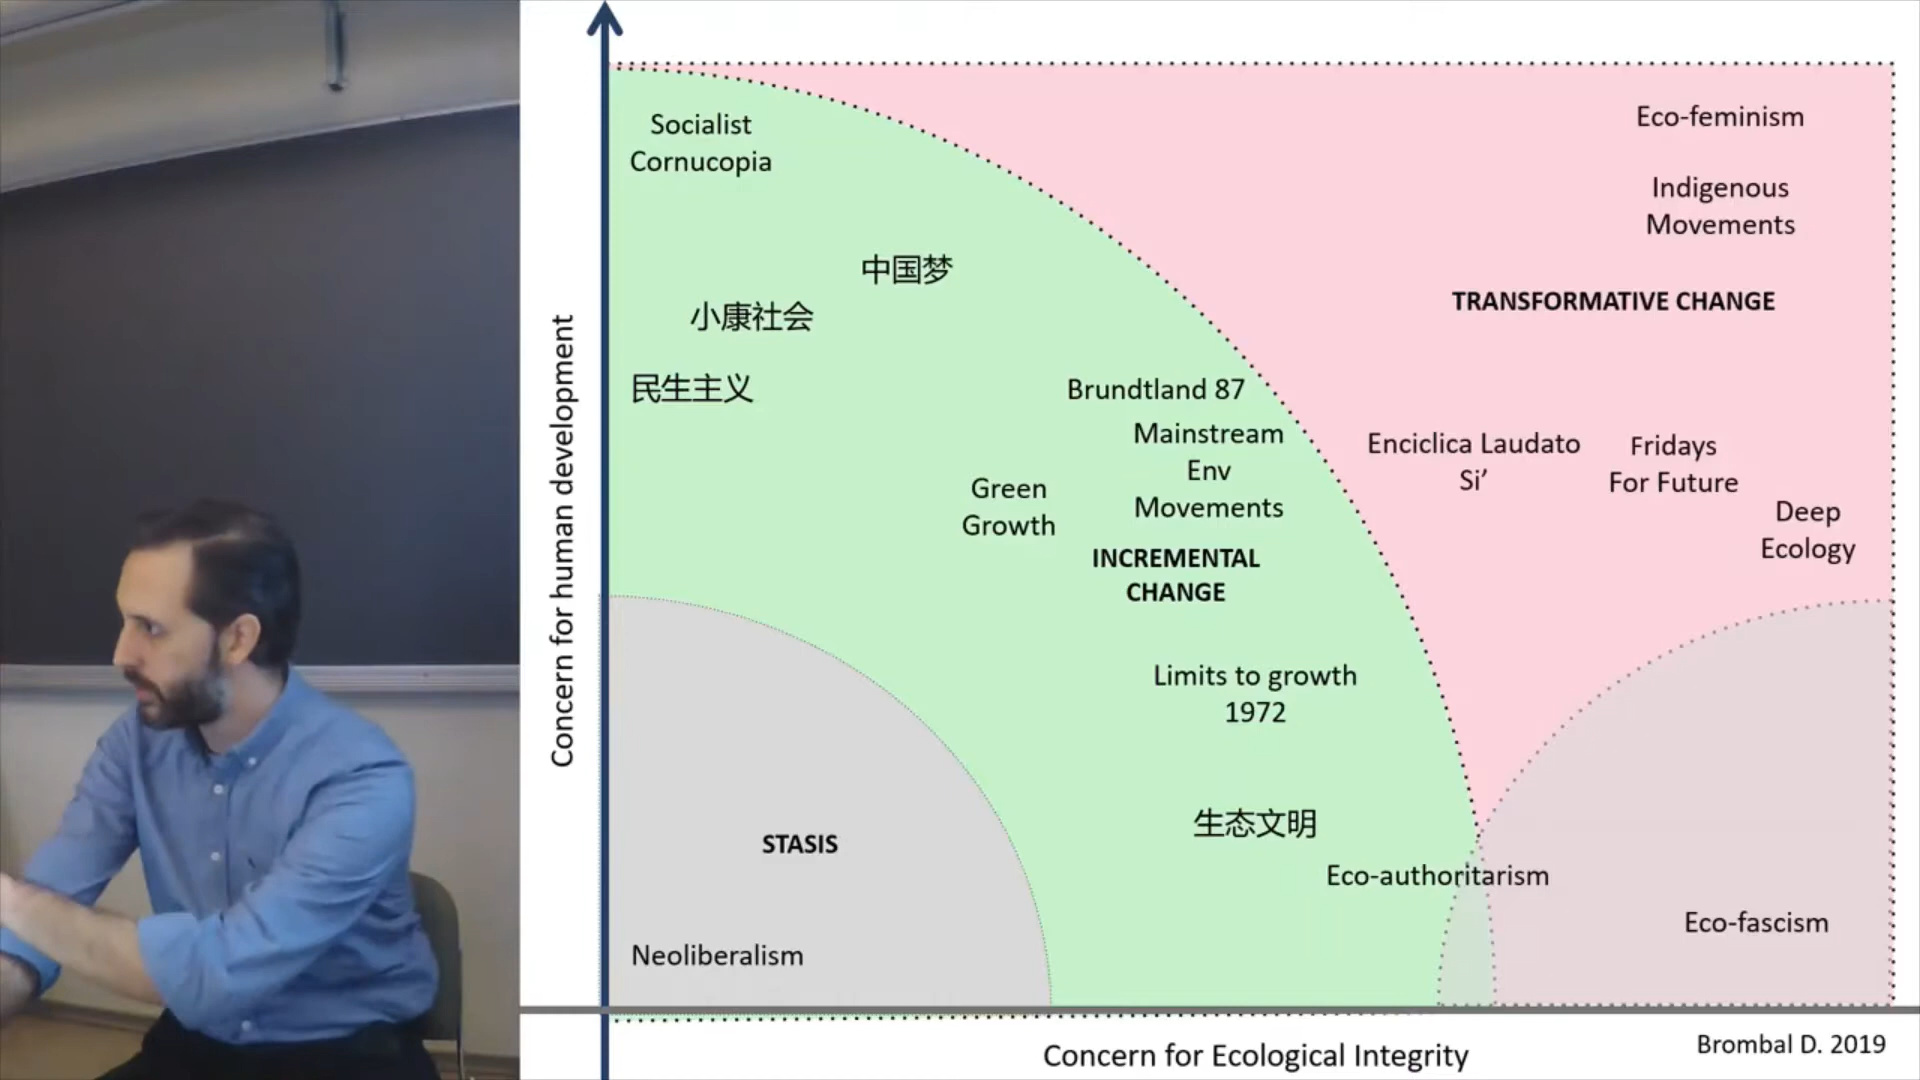 Socialist
Cornucopia
中国梦
小康社会
民生主义
Eco-feminism
Indigenous
Movements
TRANSFORMATIVE CHANGE
Brundtland 87
Mainstream
Env
Movements
Green
Growth
INCREMENTAL
CHANGE
Enciclica Laudato
Si’
Fridays
For Future
Deep
Ecology
Limits to growth
1972
生态文明
Eco-authoritarism
Eco-fascism
STASIS
Neoliberalism
Concern for human development
Concern for Ecological Integrity
Brombal D. 2019